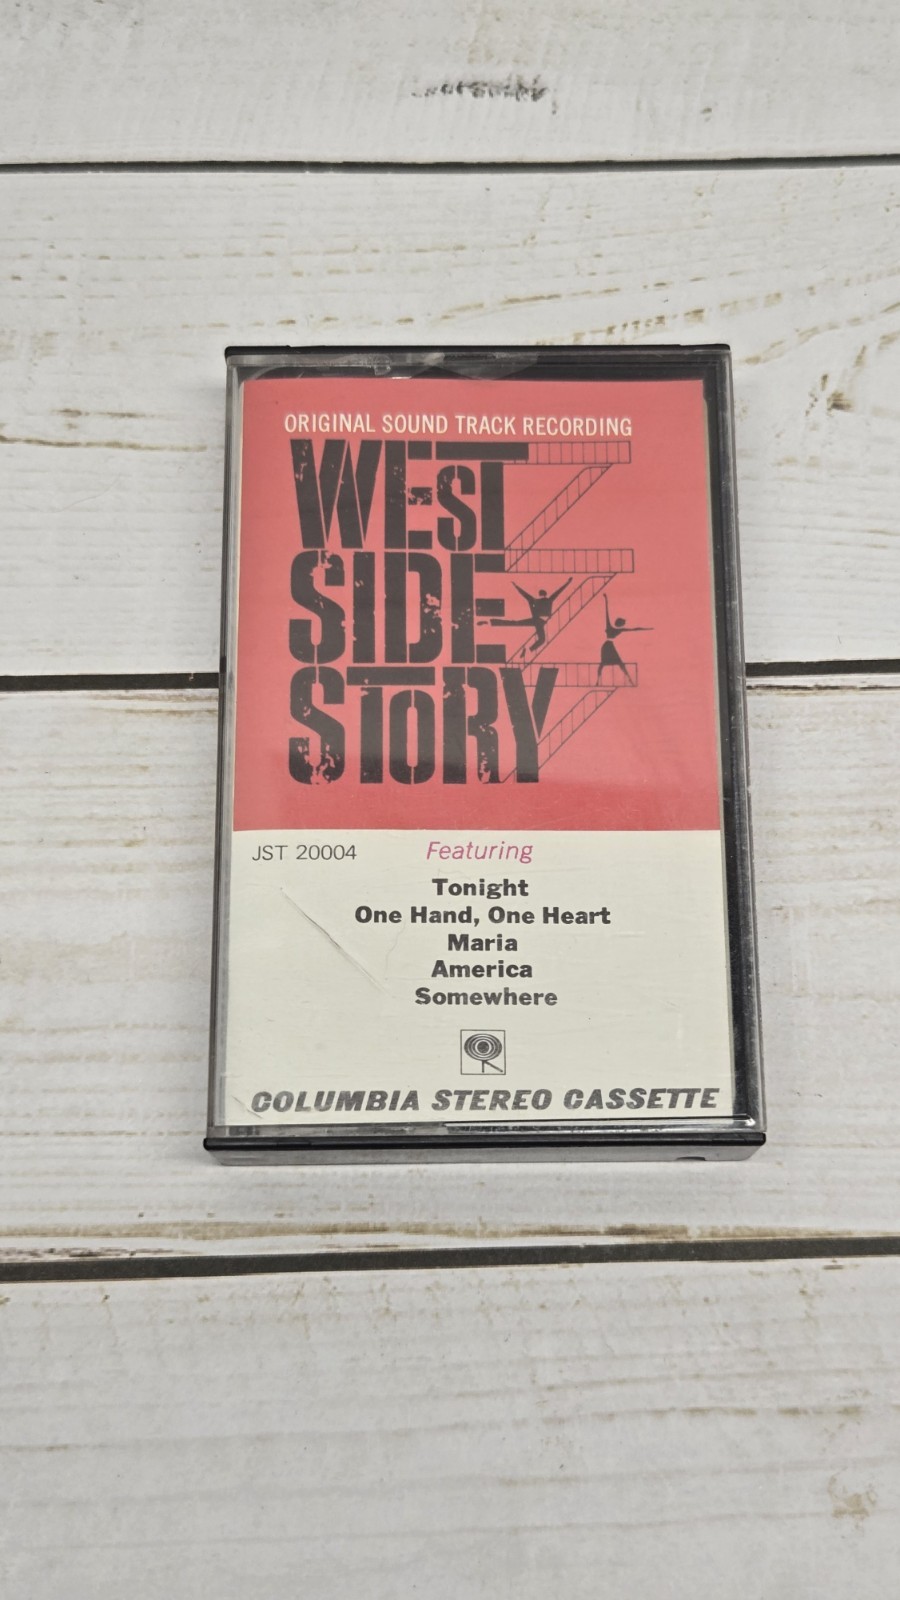 ORIGINAL SOUND TRACK RECORDING
WEST
SIDE
STORY
JST 20004 Featuring
Tonight
One Hand, One Heart
Maria
America
Somewhere
COLUMBIA STEREO CASSETTE